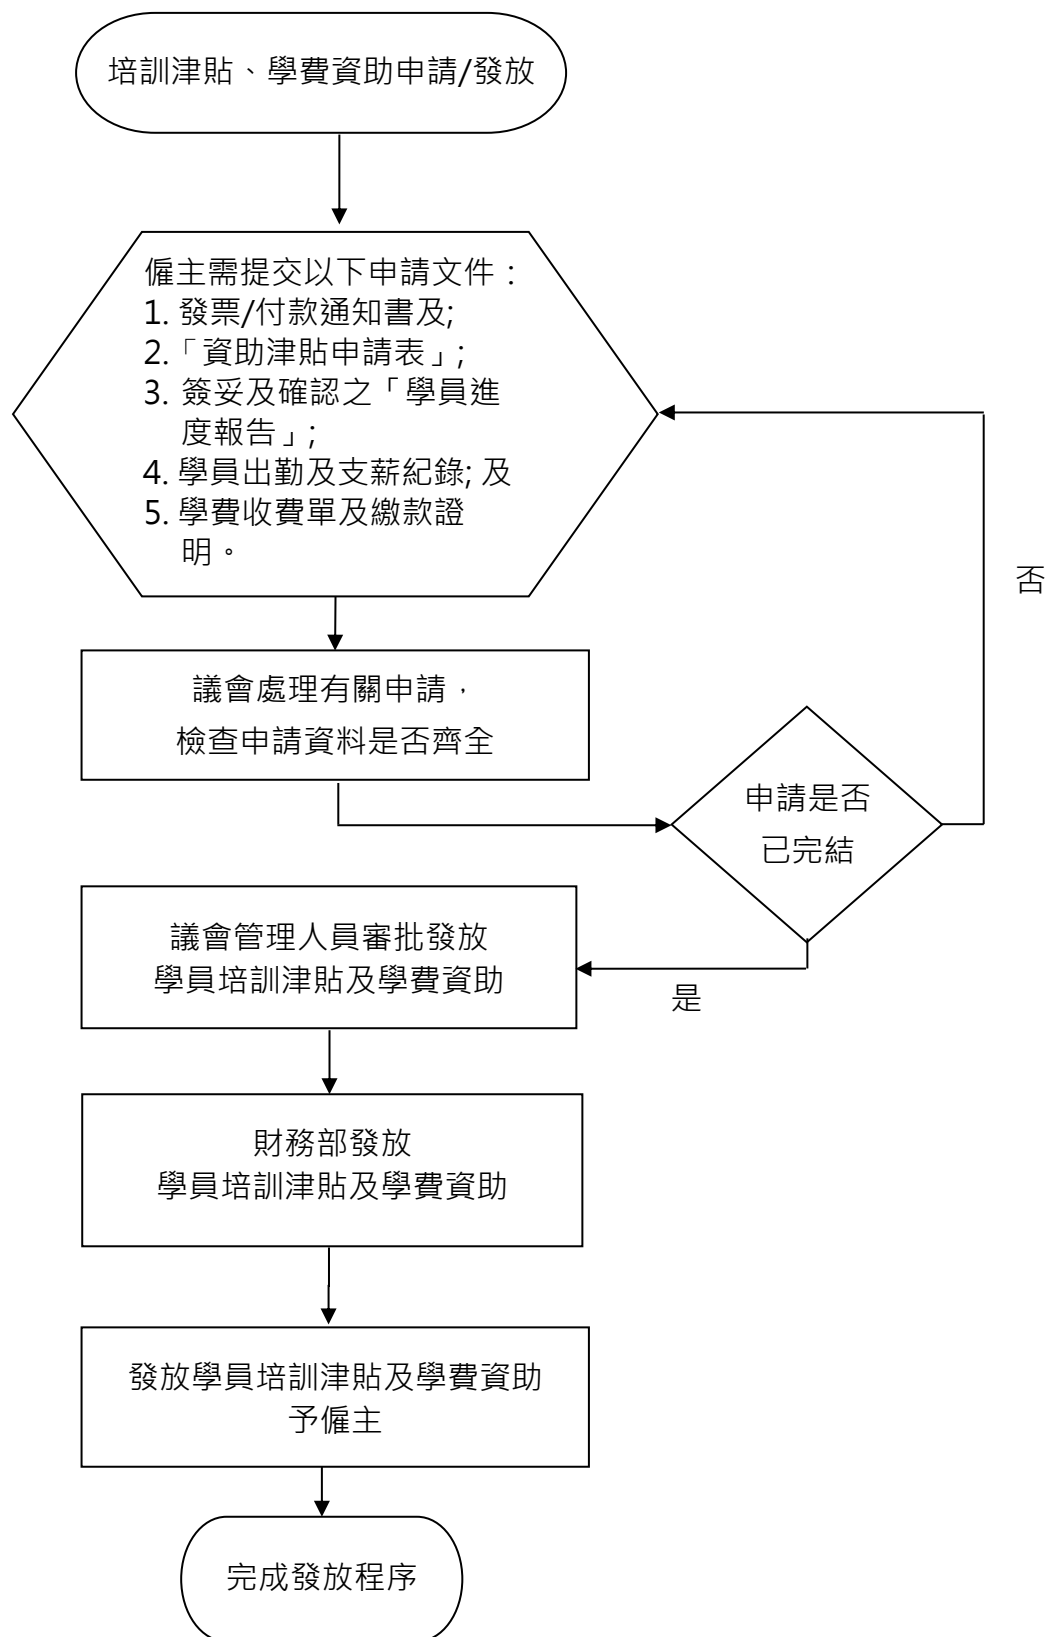 培訓津貼、學費資助申請/發放
僱主需提交以下申請文件：
1. 發票/付款通知書及;
2.「資助津貼申請表」;
3. 簽妥及確認之「學員進
度報告」;
4. 學員出勤及支薪紀錄; 及
5. 學費收費單及繳款證
明。
否
議會處理有關申請，
檢查申請資料是否齊全
申請是否
已完結
議會管理人員審批發放
學員培訓津貼及學費資助
是
財務部發放
學員培訓津貼及學費資助
發放學員培訓津貼及學費資助
予僱主
完成發放程序